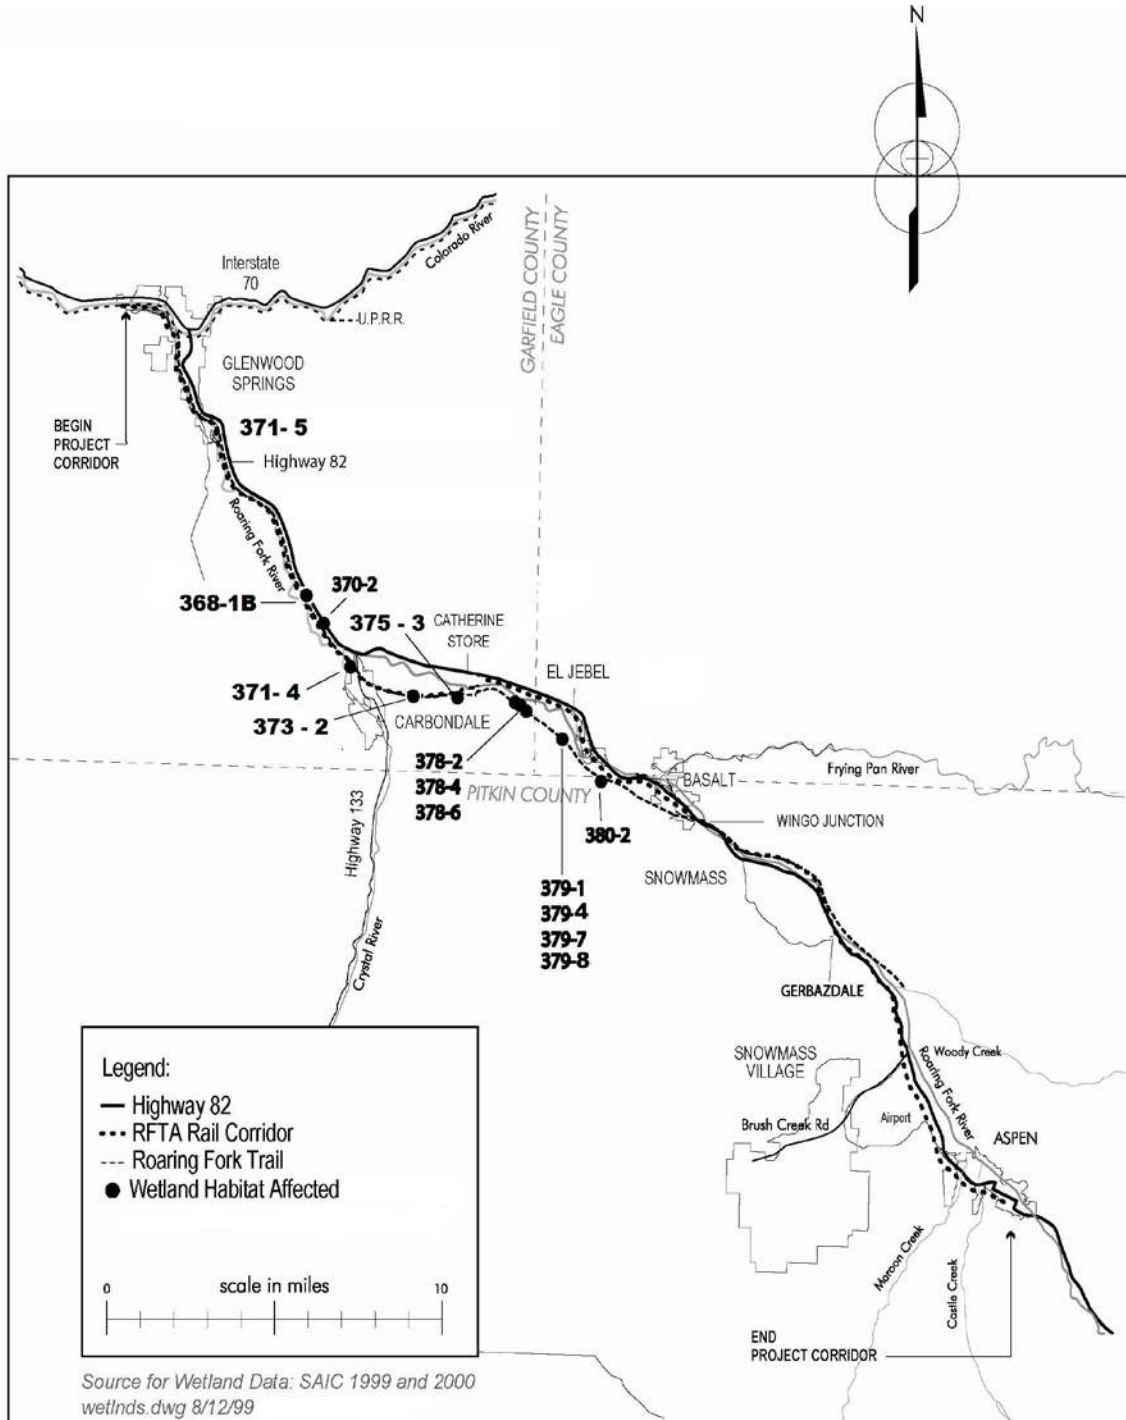 N
Interstate
70
Colorado River
GARFIELD COUNTY
EAGLE COUNTY
U.P.R.R.
GLENWOOD
SPRINGS
BEGIN
PROJECT
CORRIDOR
371- 5
Highway 82
Roaring Fork River
368-1B
370-2
375 - 3
CATHERINE
STORE
EL JEBEL
371- 4
373 - 2
CARBONDALE
378-2
378-4
378-6
PITKIN COUNTY
BASALT
Frying Pan River
380-2
WINGO JUNCTION
Highway 133
SNOWMASS
379-1
379-4
379-7
379-8
Crystal River
GERBAZDALE
SNOWMASS
VILLAGE
Woody Creek
Roaring Fork River
Brush Creek Rd
Airport
ASPEN
Maroon Creek
Castle Creek
END
PROJECT CORRIDOR
Legend:
Highway 82
RFTA Rail Corridor
Roaring Fork Trail
Wetland Habitat Affected
0 scale in miles 10
Source for Wetland Data: SAIC 1999 and 2000
wetlnds.dwg 8/12/99